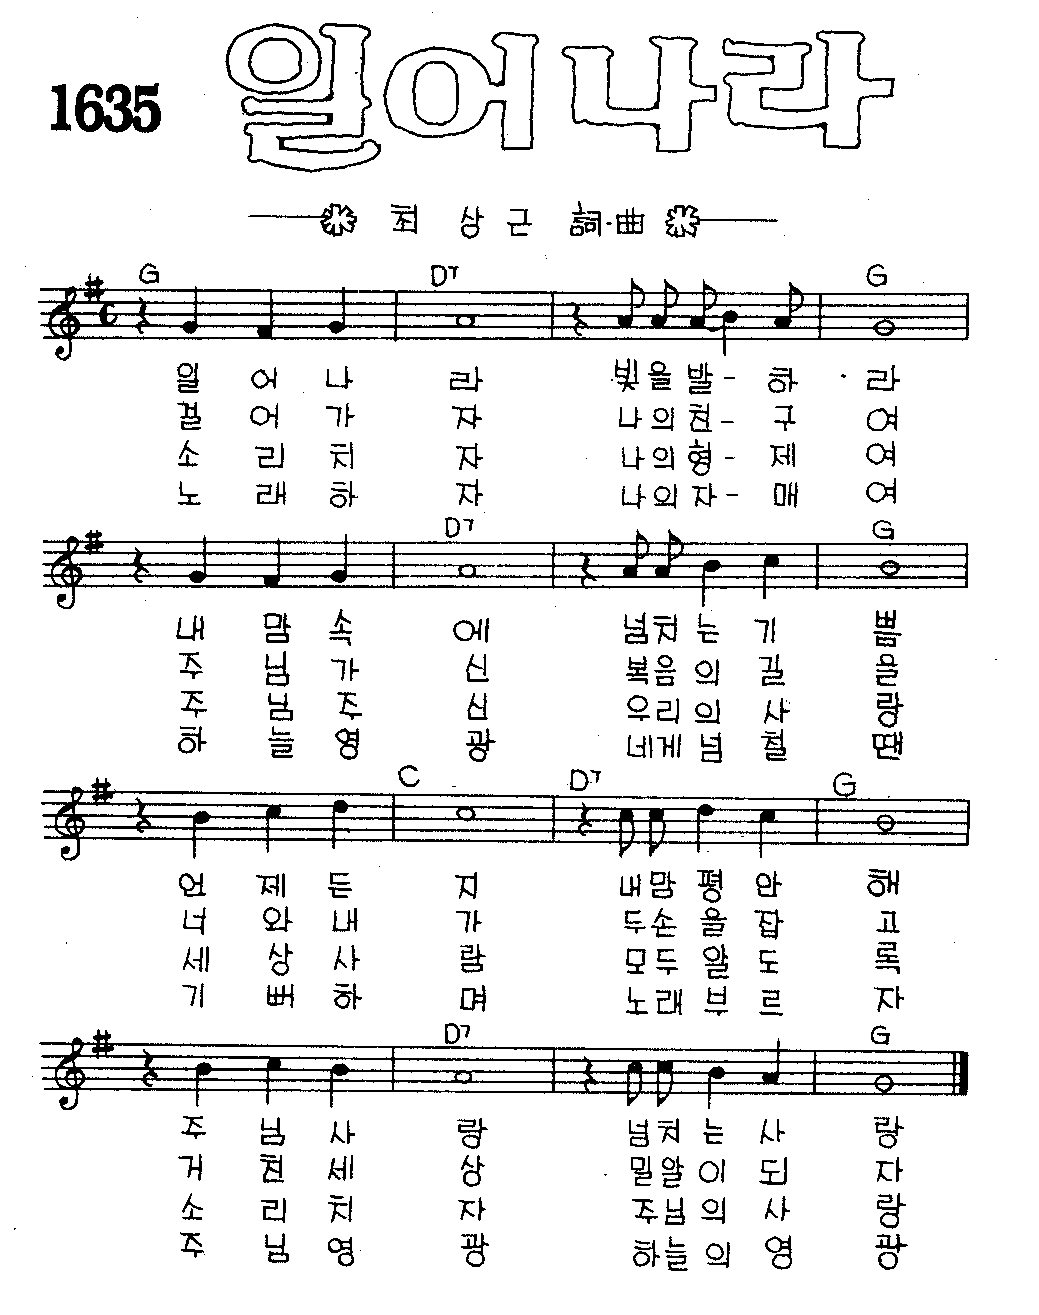 1635
일어나라
최상근 詞·曲
G D7 G
일 어 나 라 빛을 발- 하 라
걸 어 가 자 나의 친- 구 여
소 리 치 자 나의 형- 제 여
노 래 하 자 나의 자- 매 여
D7 G
내 맘 속 에 넘치 는 기 쁨
주 님 가 신 복음 의 길 을
주 님 주 신 우리 의 사 랑
하 늘 영 광 네게 넘 칠 땐
C D7 G
언 제 든 지 내맘 평 안 해
너 와 내 가 두손 을 잡 고
세 상 사 람 모두 알 도 록
기 뻐 하 며 노래 부 르 자
D7 G
주 님 사 랑 넘치 는 사 랑
거 친 세 상 밀알 이 되 자
소 리 치 자 주님 의 사 랑
주 님 영 광 하늘 의 영 광